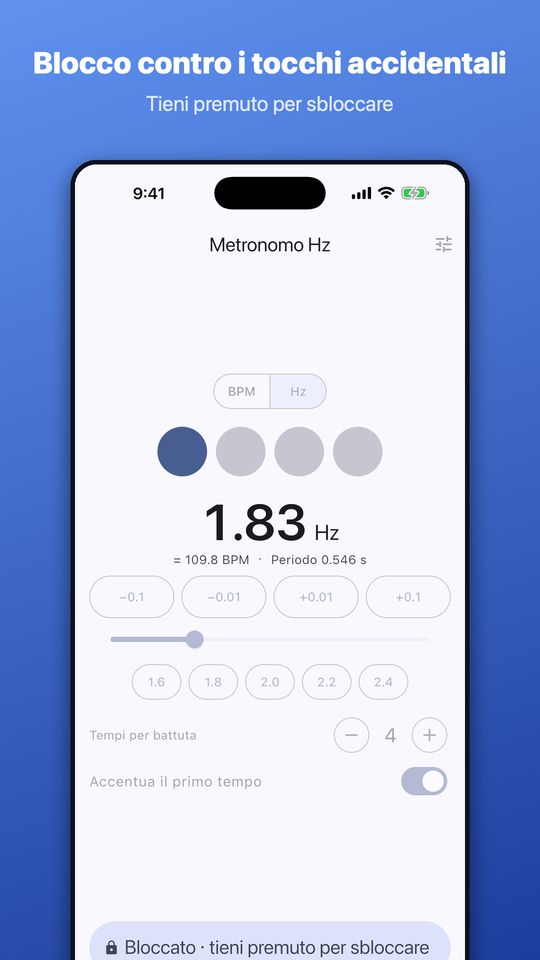 Blocco contro i tocchi accidentali
Tieni premuto per sbloccare
9:41
Metronomo Hz
BPM Hz
1.83 Hz
= 109.8 BPM · Periodo 0.546 s
−0.1 −0.01 +0.01 +0.1
1.6 1.8 2.0 2.2 2.4
Tempi per battuta − 4 +
Accentua il primo tempo
Bloccato · tieni premuto per sbloccare